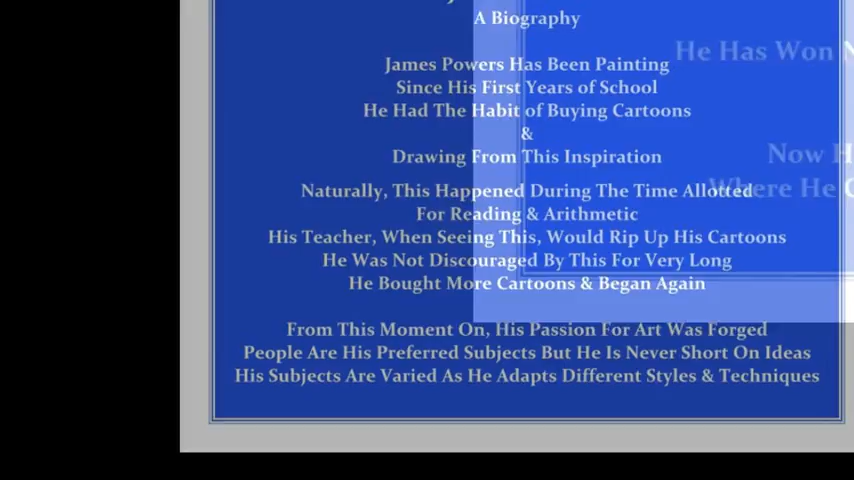 A Biography
He Has Won
James Powers Has Been Painting
Since His First Years of School
He Had The Habit of Buying Cartoons
&
Now
Drawing From This Inspiration
Where He
Naturally, This Happened During The Time Allotted
For Reading & Arithmetic
His Teacher, When Seeing This, Would Rip Up His Cartoons
He Was Not Discouraged By This For Very Long
He Bought More Cartoons & Began Again
From This Moment On, His Passion For Art Was Forged
People Are His Preferred Subjects But He Is Never Short On Ideas
His Subjects Are Varied As He Adapts Different Styles & Techniques